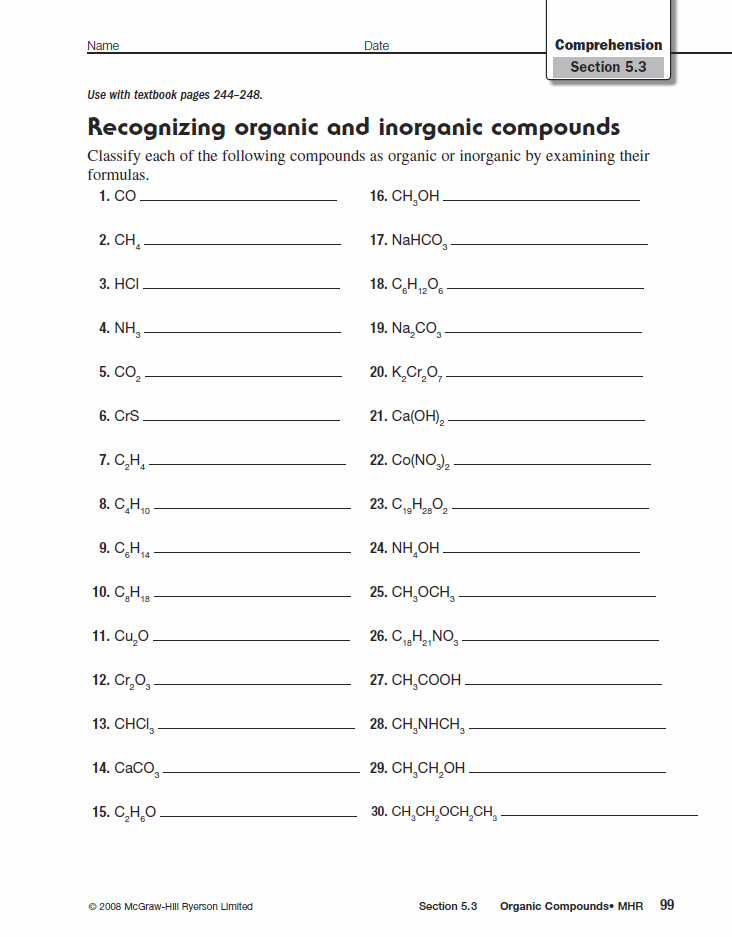 Name Date Comprehension
Section 5.3
Use with textbook pages 244–248.
Recognizing organic and inorganic compounds
Classify each of the following compounds as organic or inorganic by examining their
formulas.
1. CO
2. CH₄
3. HCl
4. NH₃
5. CO₂
6. CrS
7. C₂H₄
8. C₄H₁₀
9. C₆H₁₄
10. C₈H₁₈
11. Cu₂O
12. Cr₂O₃
13. CHCl₃
14. CaCO₃
15. C₂H₆O
16. CH₃OH
17. NaHCO₃
18. C₆H₁₂O₆
19. Na₂CO₃
20. K₂Cr₂O₇
21. Ca(OH)₂
22. Co(NO₃)₂
23. C₁₉H₂₈O₂
24. NH₄OH
25. CH₃OCH₃
26. C₁₈H₂₁NO₃
27. CH₃COOH
28. CH₃NHCH₃
29. CH₃CH₂OH
30. CH₃CH₂OCH₂CH₃
© 2008 McGraw-Hill Ryerson Limited Section 5.3 Organic Compounds• MHR 99